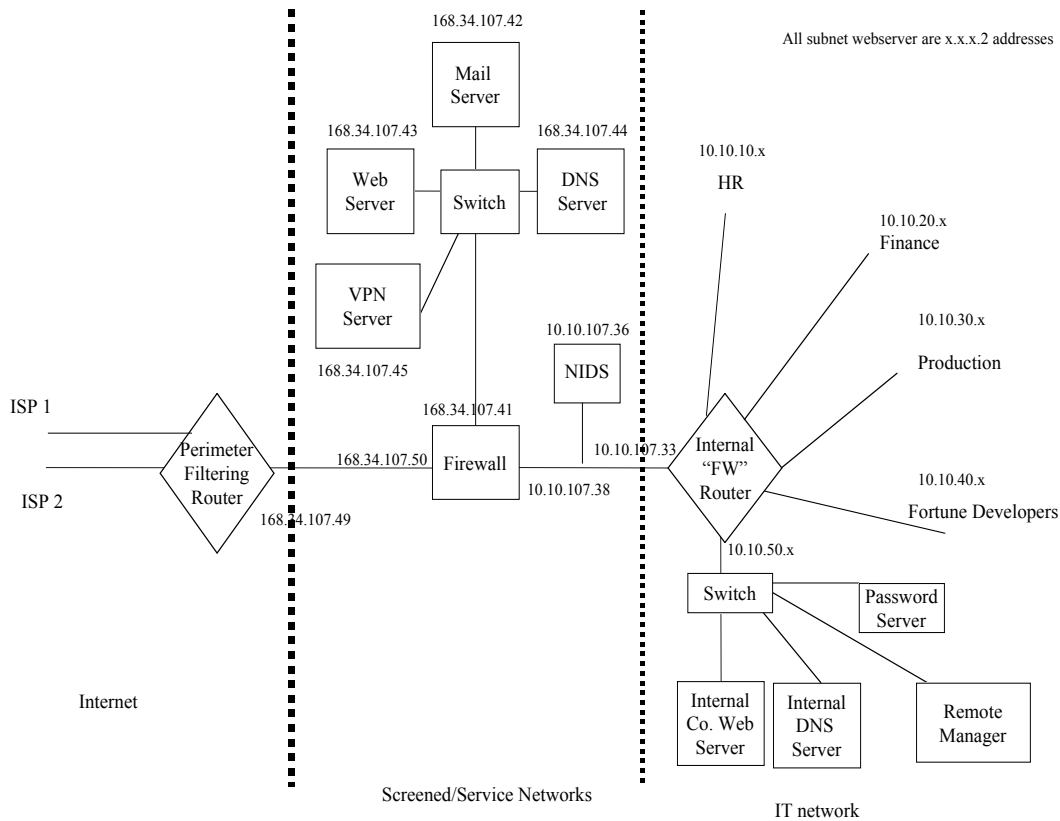 168.34.107.42
All subnet webserver are x.x.x.2 addresses
Mail
Server
168.34.107.43
168.34.107.44
Web
Server
Switch
DNS
Server
10.10.10.x
HR
10.10.20.x
Finance
VPN
Server
168.34.107.45
10.10.107.36
NIDS
10.10.30.x
Production
ISP 1
ISP 2
Perimeter
Filtering
Router
168.34.107.41
168.34.107.50
Firewall
10.10.107.33
10.10.107.38
168.34.107.49
Internal
“FW”
Router
10.10.40.x
Fortune Developers
10.10.50.x
Switch
Password
Server
Internal
Co. Web
Server
Internal
DNS
Server
Remote
Manager
Internet
Screened/Service Networks
IT network